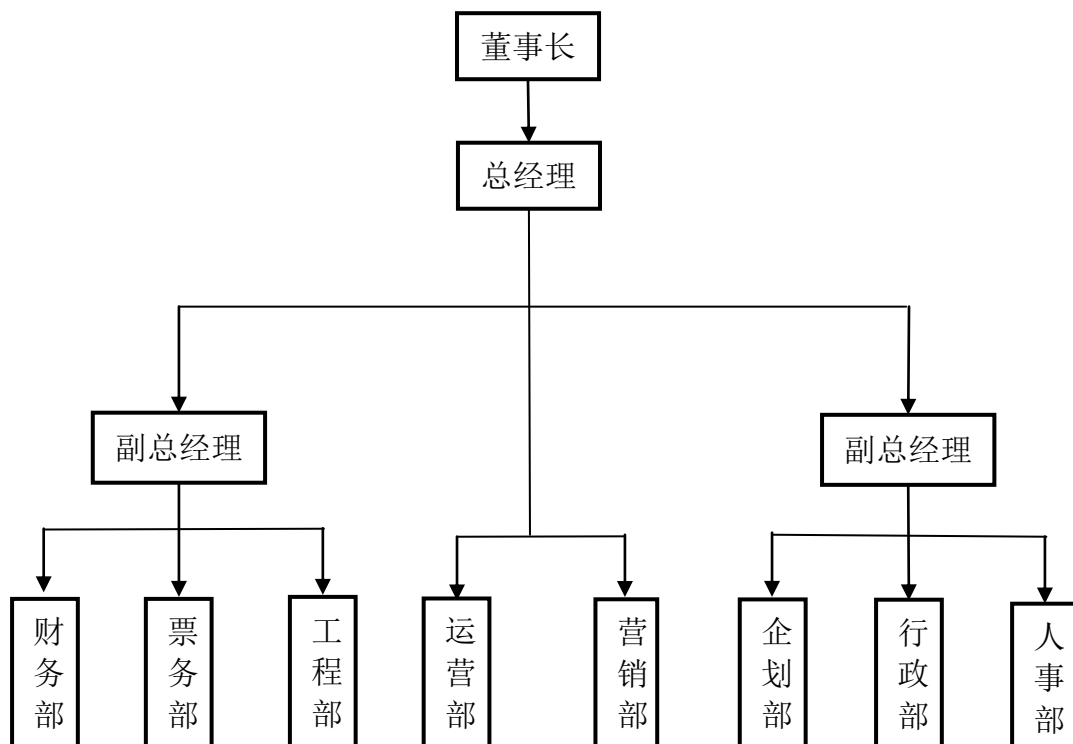 董事长
总经理
副总经理
副总经理
财务部
票务部
工程部
运营部
营销部
企划部
行政部
人事部